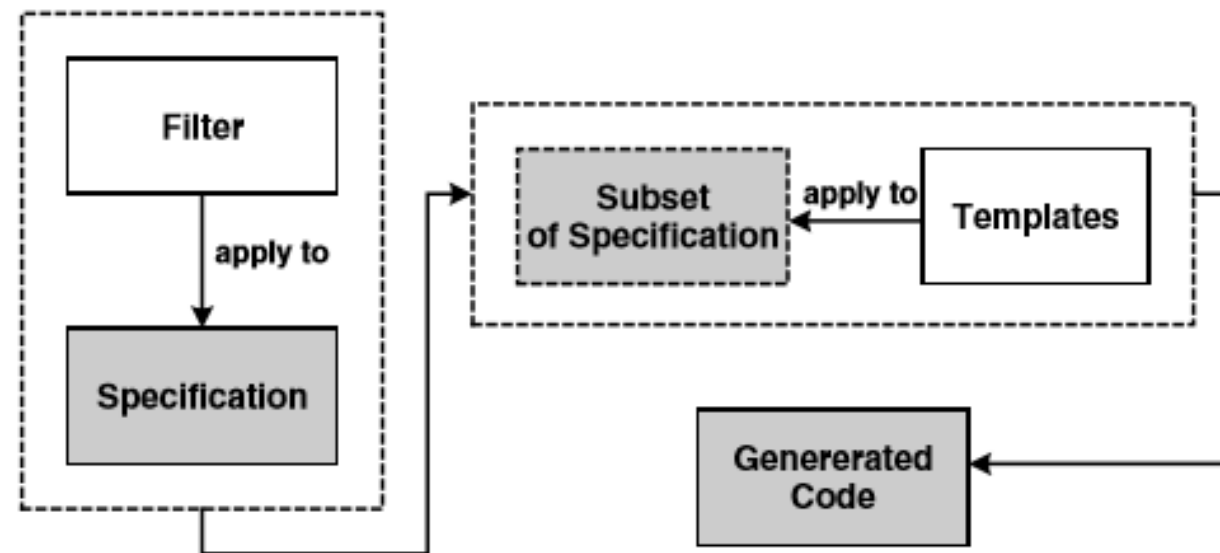 Filter
apply to
Specification
Subset
of Specification
apply to
Templates
Genererated
Code